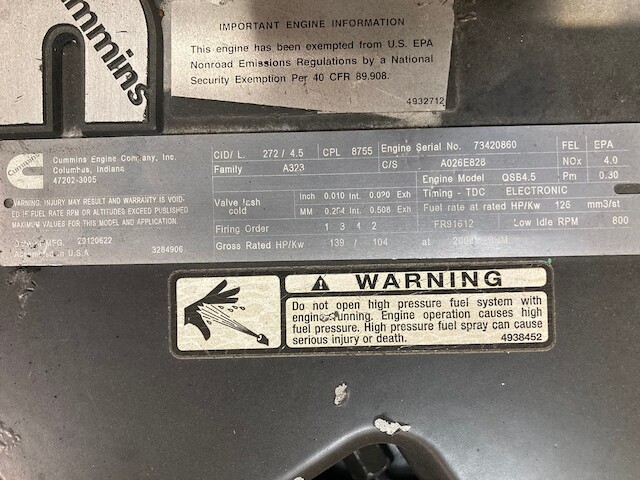 Cummins
IMPORTANT ENGINE INFORMATION
This engine has been exempted from U.S. EPA
Nonroad Emissions Regulations by a National
Security Exemption Per 40 CFR 89.908.
4932712
Cummins
Cummins Engine Company, Inc.
Columbus, Indiana
47202-3005
WARNING: INJURY MAY RESULT AND WARRANTY IS VOID-
ED IF FUEL RATE RPM OR ALTITUDES EXCEED PUBLISHED
MAXIMUM VALUES FOR THIS MODEL AND APPLICATION.
MFG. 29120622
U.S.A. 3284906
CID/ L. 272 / 4.5 CPL 8755 Engine Serial No. 73420860 FEL EPA
Family A323 C/S A026E828 NOx 4.0
Engine Model QSB4.5 Pm 0.30
Valve lash cold Inch 0.010 Int. 0.020 Exh Timing - TDC ELECTRONIC
MM 0.254 Int. 0.508 Exh Fuel rate at rated HP/Kw 126 mm3/st
Firing Order 1 3 4 2 FR91612 Low Idle RPM 800
Gross Rated HP/Kw 139 / 104 at
WARNING
Do not open high pressure fuel system with
engine running. Engine operation causes high
fuel pressure. High pressure fuel spray can cause
serious injury or death.
4938452